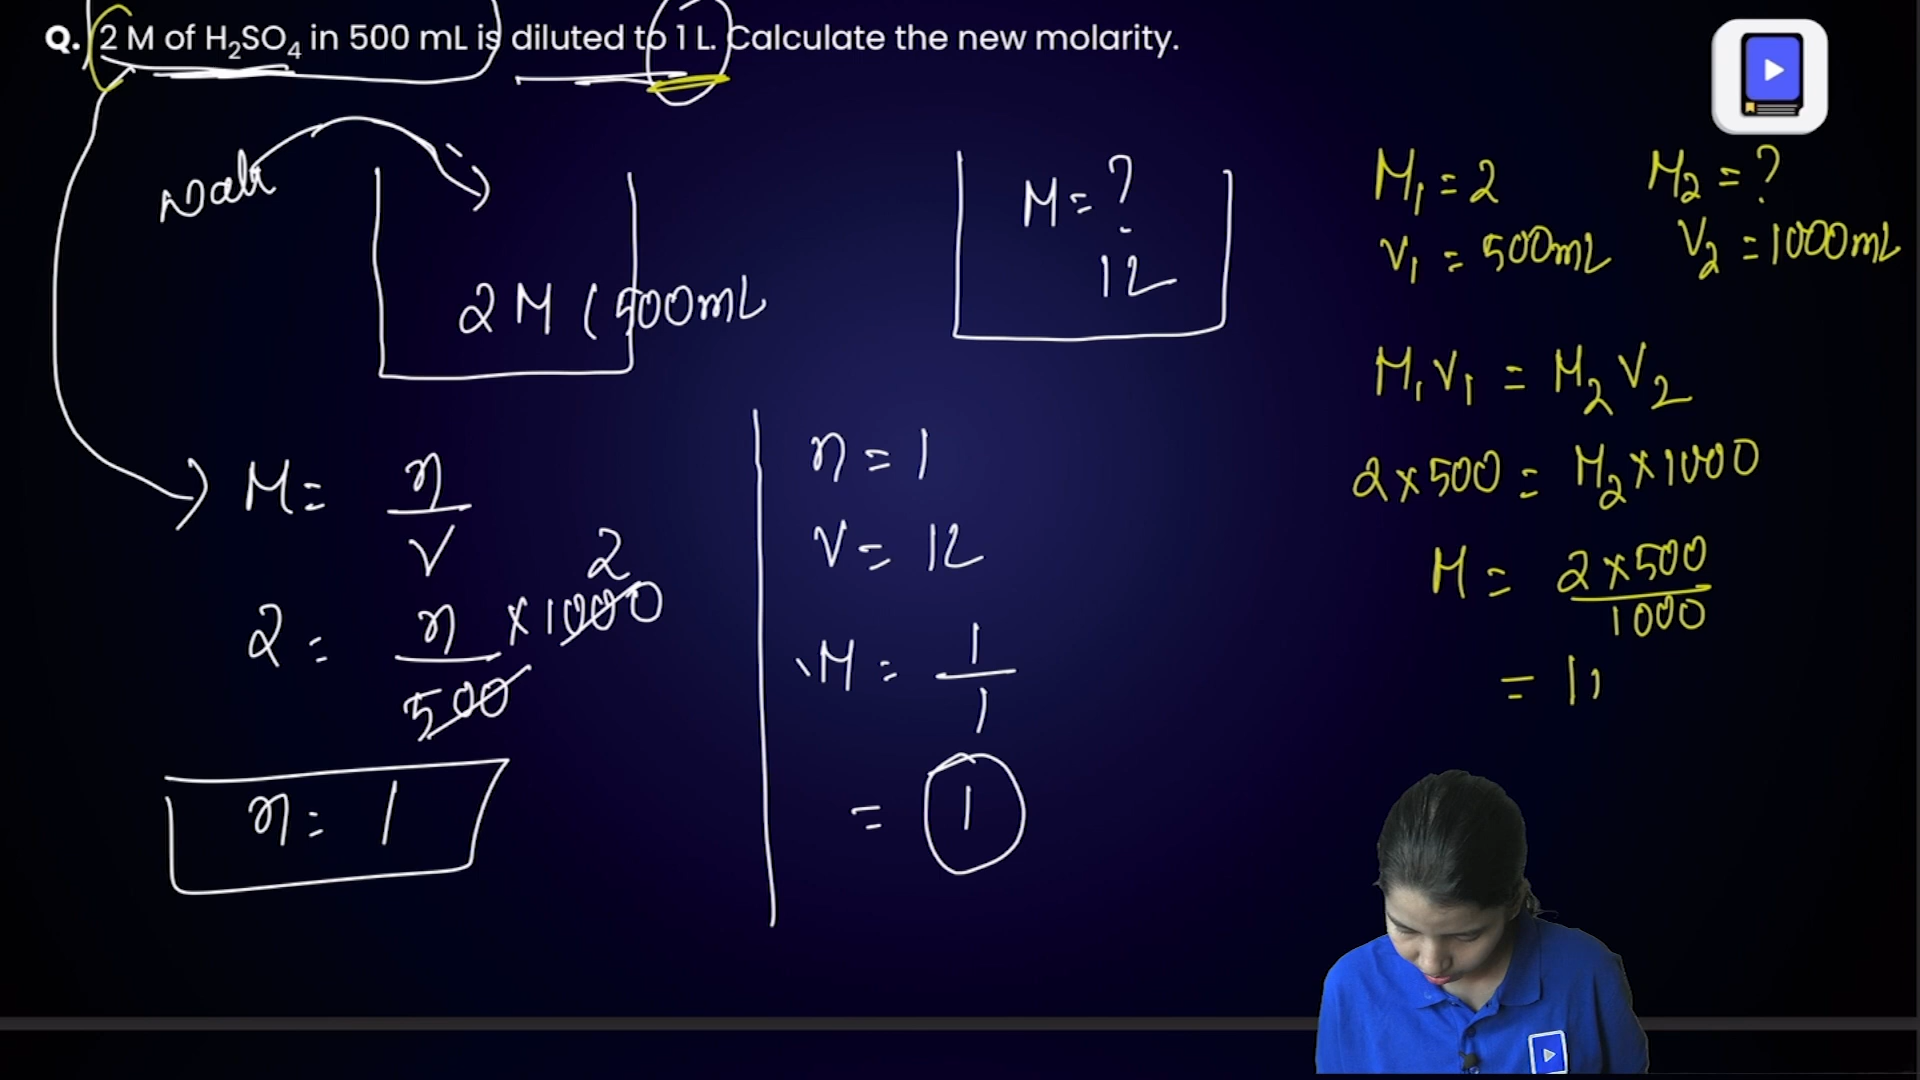 Q. 2 M of H₂SO₄ in 500 mL is diluted to 1 L. Calculate the new molarity.
2 M (500mL
M = ?
1L
M = n/V
2 = n/500 × 1000
2
n = 1
n = 1
V = 1L
M = 1/1
= 1
M₁ = 2 M₂ = ?
V₁ = 500mL V₂ = 1000mL
M₁V₁ = M₂V₂
2×500 = M₂×1000
M = 2×500/1000
= 1